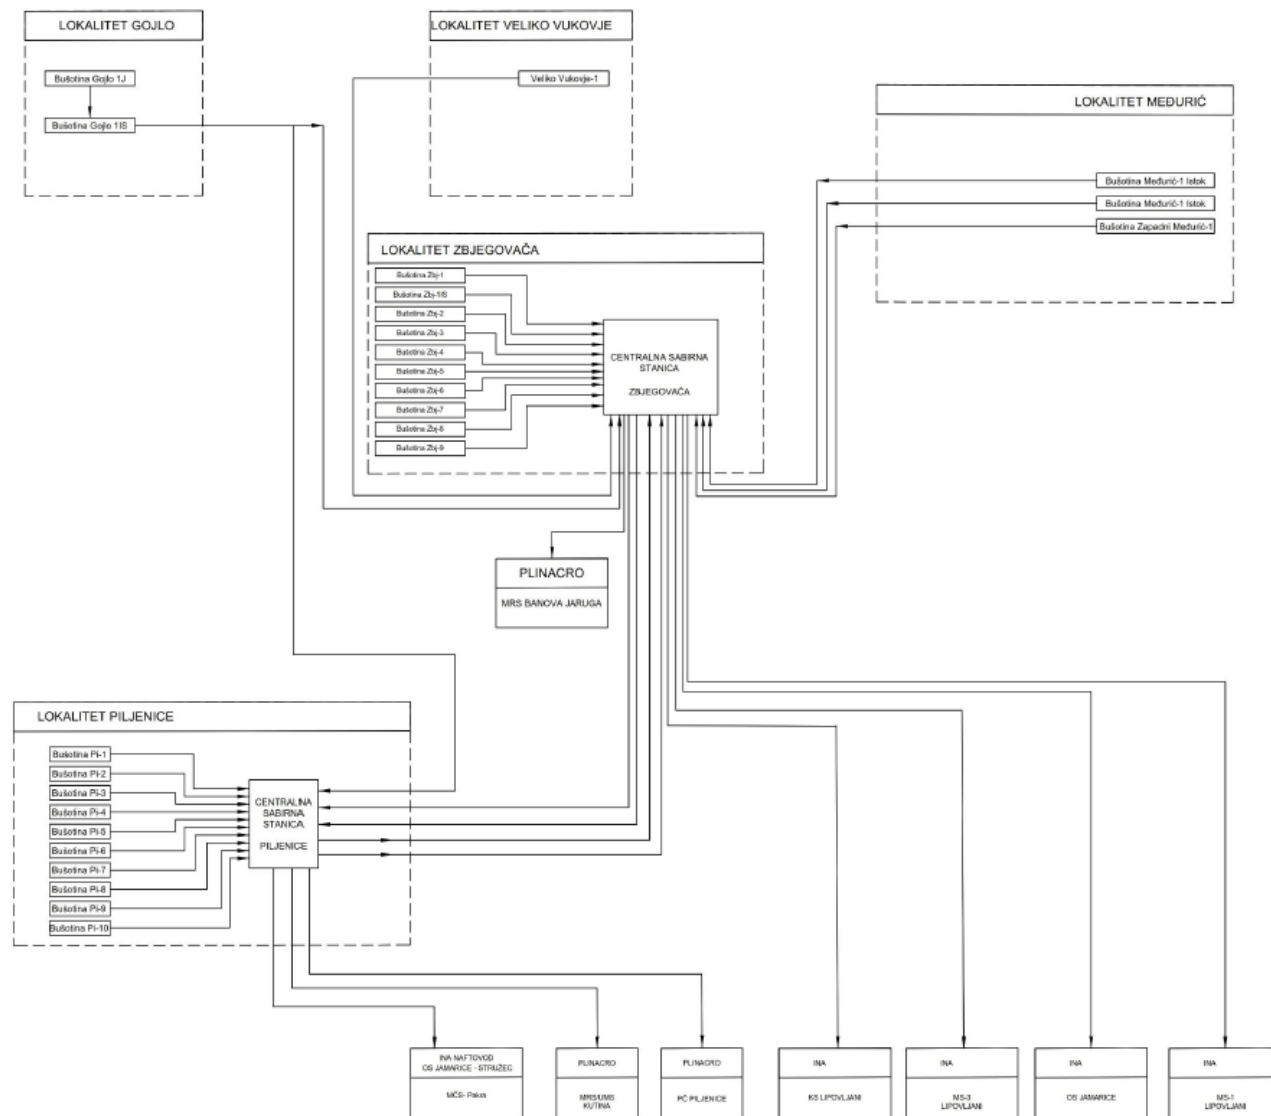 LOKALITET GOJLO
Bušotina Gojlo 1J
Bušotina Gojlo 1IS
LOKALITET VELIKO VUKOVJE
Veliko Vukovje-1
LOKALITET MEĐURIĆ
Bušotina Međurić-1 Istok
Bušotina Međurić-1 Istok
Bušotina Zapadni Međurić-1
LOKALITET ZBJEGOVAČA
Bušotina Zbj-1
Bušotina Zbj-1IS
Bušotina Zbj-2
Bušotina Zbj-3
Bušotina Zbj-4
Bušotina Zbj-5
Bušotina Zbj-6
Bušotina Zbj-7
Bušotina Zbj-8
Bušotina Zbj-9
CENTRALNA SABIRNA
STANICA
ZBJEGOVAČA
PLINACRO
MRS BANOVA JARUGA
LOKALITET PILJENICE
Bušotina Pi-1
Bušotina Pi-2
Bušotina Pi-3
Bušotina Pi-4
Bušotina Pi-5
Bušotina Pi-6
Bušotina Pi-7
Bušotina Pi-8
Bušotina Pi-9
Bušotina Pi-10
CENTRALNA
SABIRNA
STANICA
PILJENICE
INA NAFTOVOD
OS JAMARICE - STRUŽEC
MČS- Pakra
PLINACRO
MRS/UMS
KUTINA
PLINACRO
PČ PILJENICE
INA
KS LIPOVLJANI
INA
MS-3
LIPOVLJANI
INA
OS JAMARICE
INA
MS-1
LIPOVLJANI